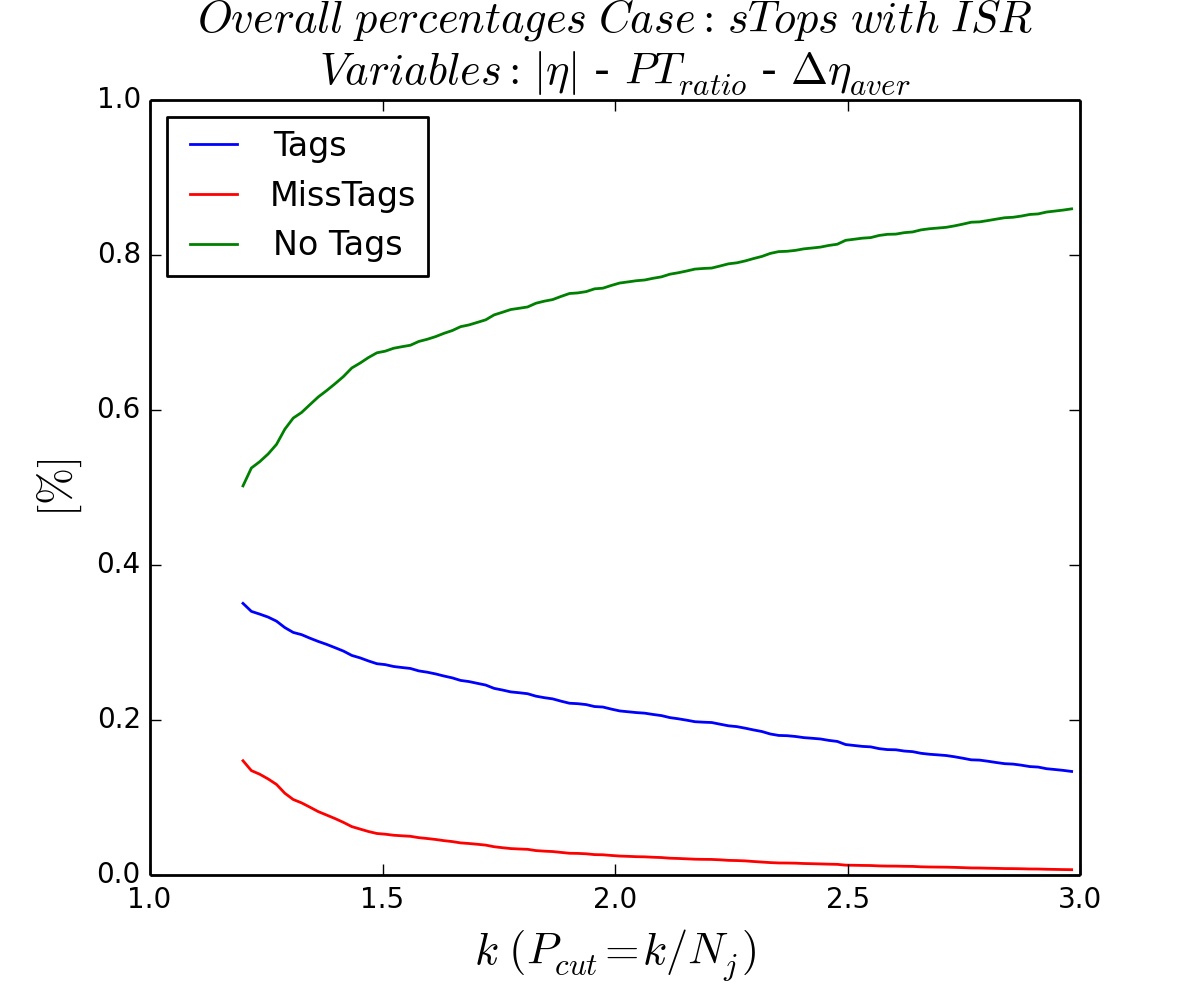 Overall percentages Case: sTops with ISR
Variables: |η| - PT_ratio - Δη_aver
1.0
Tags
MissTags
No Tags
0.8
0.6
[%]
0.4
0.2
0.0
1.0 1.5 2.0 2.5 3.0
k (P_cut = k/N_j)